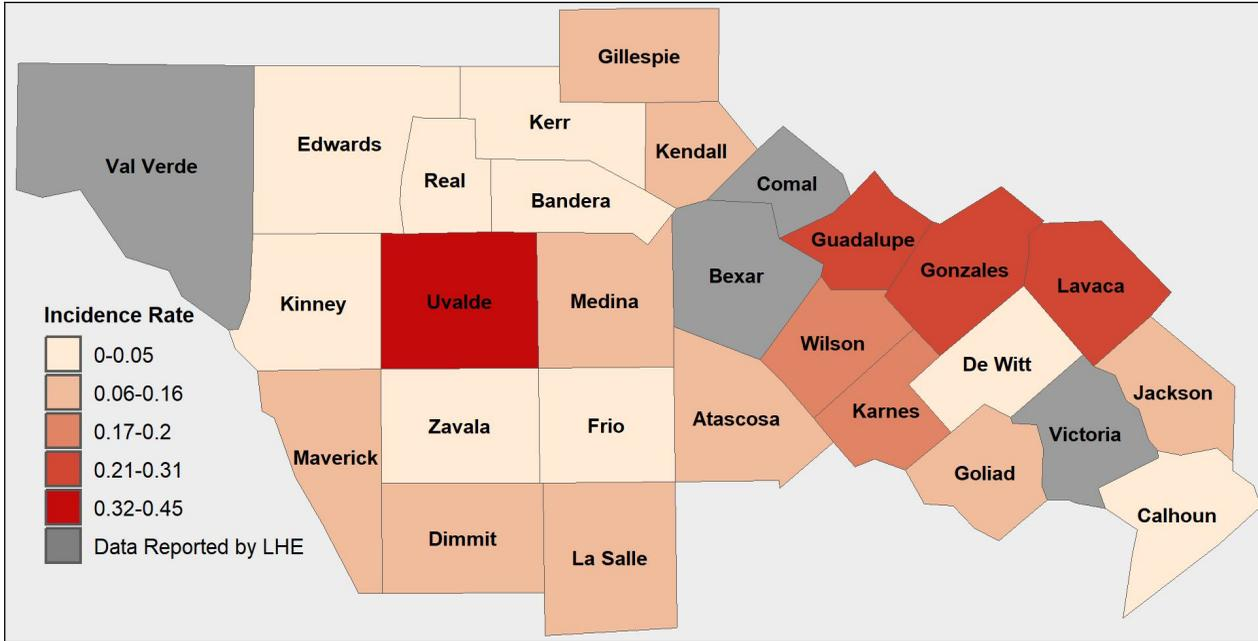 Gillespie
Kerr
Edwards
Kendall
Val Verde
Real
Comal
Bandera
Guadalupe
Gonzales
Bexar
Lavaca
Kinney
Uvalde
Medina
Wilson
De Witt
Jackson
Karnes
Atascosa
Zavala
Frio
Victoria
Maverick
Goliad
Calhoun
Dimmit
La Salle
Incidence Rate
0-0.05
0.06-0.16
0.17-0.2
0.21-0.31
0.32-0.45
Data Reported by LHE